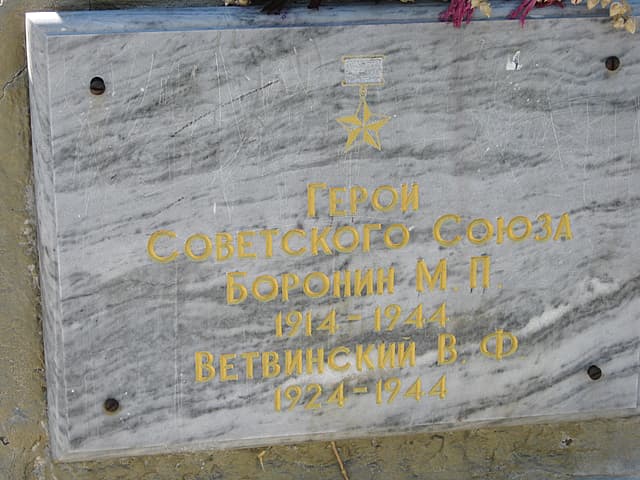 Герои
Советского Союза
Боронин М. П.
1914 - 1944
Ветвинский В. Ф
1924 - 1944